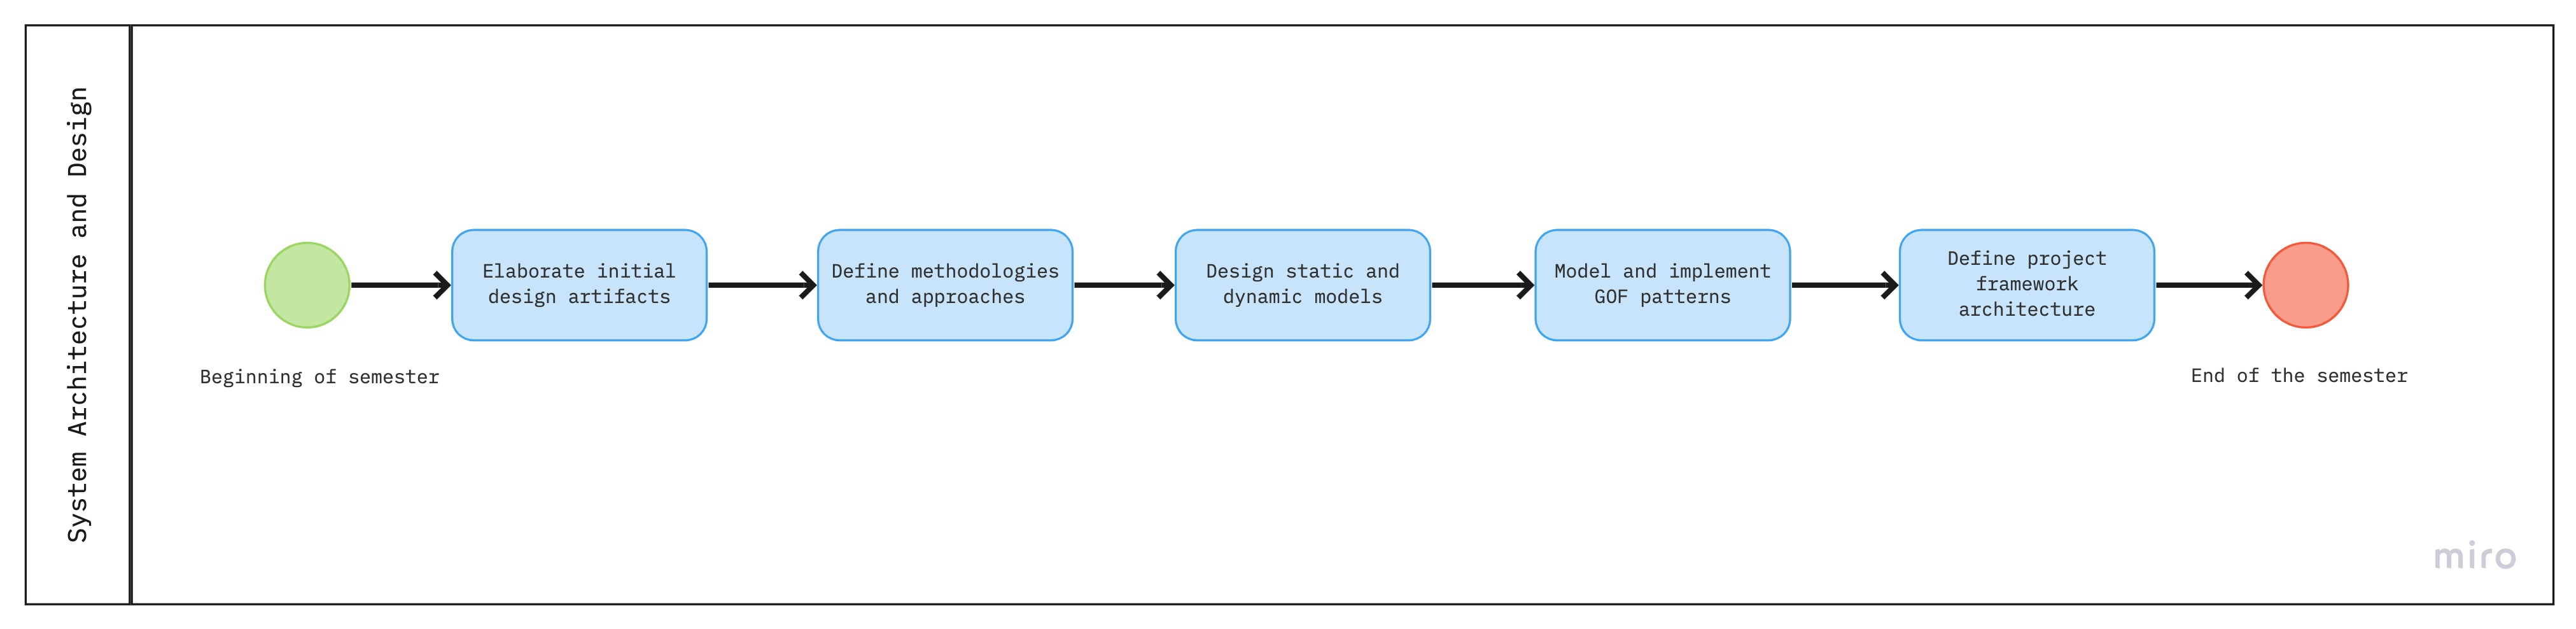 System Architecture and Design
Elaborate initial
design artifacts
Define methodologies
and approaches
Design static and
dynamic models
Model and implement
GOF patterns
Define project
framework
architecture
Beginning of semester
End of the semester
miro